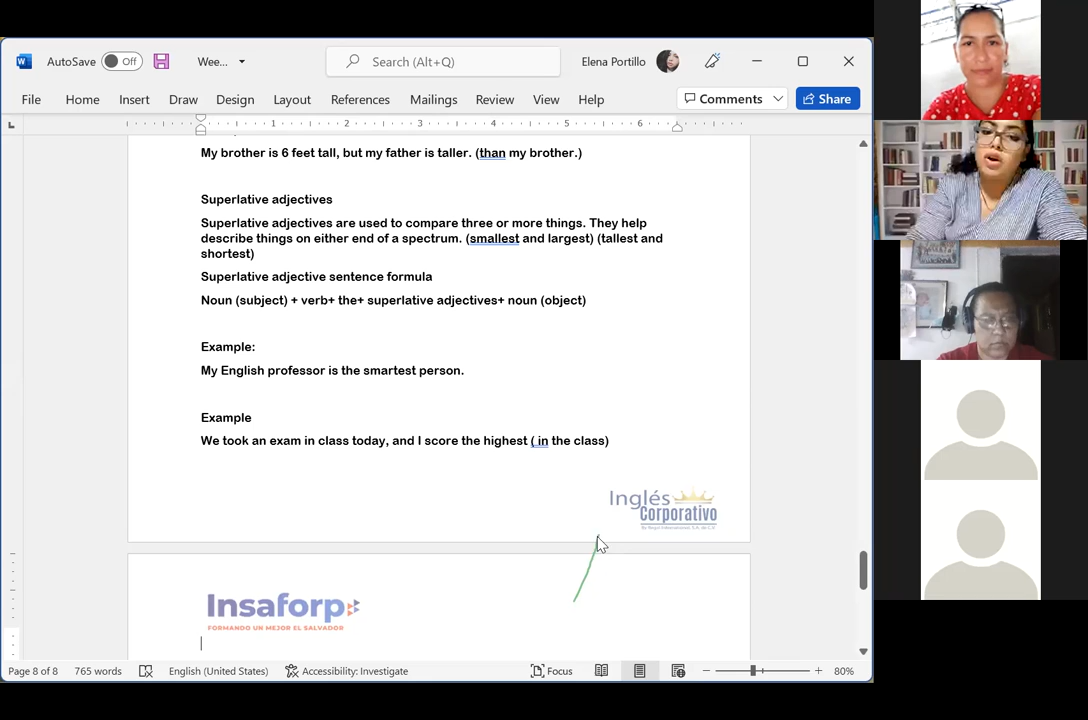 AutoSave Off Wee... Search (Alt+Q) Elena Portillo
File Home Insert Draw Design Layout References Mailings Review View Help Comments Share
1 2 3 4 5 6
My brother is 6 feet tall, but my father is taller. (than my brother.)
Superlative adjectives
Superlative adjectives are used to compare three or more things. They help
describe things on either end of a spectrum. (smallest and largest) (tallest and
shortest)
Superlative adjective sentence formula
Noun (subject) + verb+ the+ superlative adjectives+ noun (object)
Example:
My English professor is the smartest person.
Example
We took an exam in class today, and I score the highest ( in the class)
Inglés
Corporativo
Insaforp
FORMANDO UN MEJOR EL SALVADOR
Page 8 of 8 765 words English (United States) Accessibility: Investigate Focus 80%